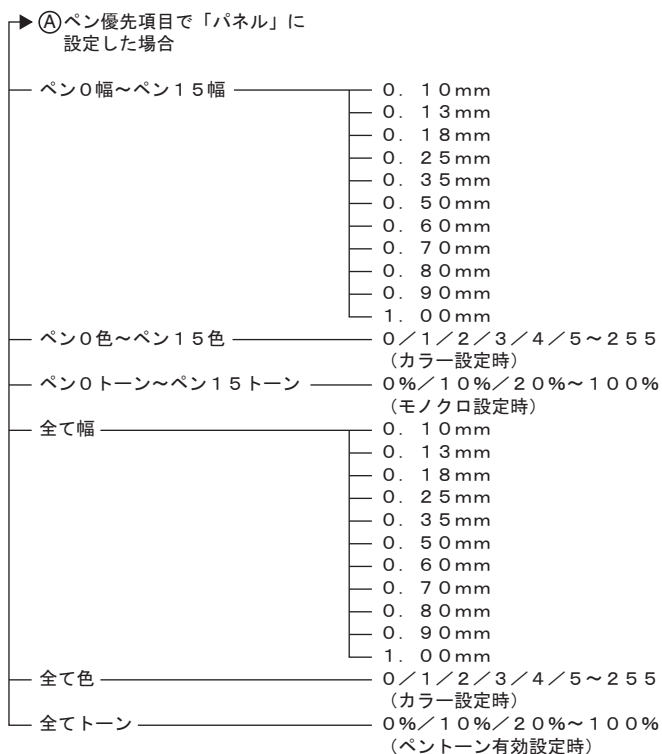 Ⓐペン優先項目で「パネル」に
設定した場合
ペン０幅～ペン１５幅
０．１０ｍｍ
０．１３ｍｍ
０．１８ｍｍ
０．２５ｍｍ
０．３５ｍｍ
０．５０ｍｍ
０．６０ｍｍ
０．７０ｍｍ
０．８０ｍｍ
０．９０ｍｍ
１．００ｍｍ
ペン０色～ペン１５色
０／１／２／３／４／５～２５５
（カラー設定時）
ペン０トーン～ペン１５トーン
０％／１０％／２０％～１００％
（モノクロ設定時）
全て幅
０．１０ｍｍ
０．１３ｍｍ
０．１８ｍｍ
０．２５ｍｍ
０．３５ｍｍ
０．５０ｍｍ
０．６０ｍｍ
０．７０ｍｍ
０．８０ｍｍ
０．９０ｍｍ
１．００ｍｍ
全て色
０／１／２／３／４／５～２５５
（カラー設定時）
全てトーン
０％／１０％／２０％～１００％
（ペントーン有効設定時）